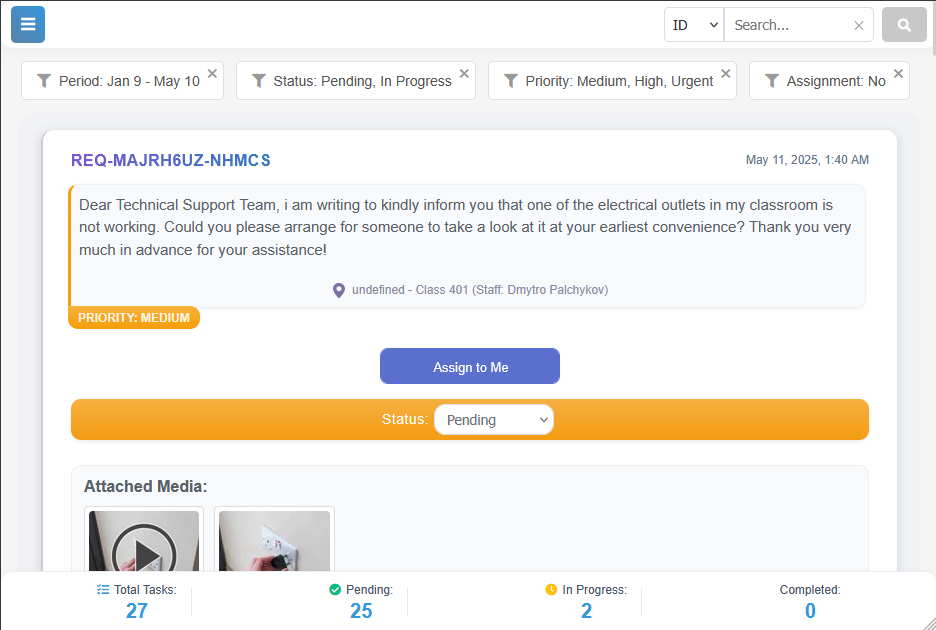 ID
Search...
Period: Jan 9 - May 10
Status: Pending, In Progress
Priority: Medium, High, Urgent
Assignment: No
REQ-MAJRH6UZ-NHMCS
May 11, 2025, 1:40 AM
Dear Technical Support Team, i am writing to kindly inform you that one of the electrical outlets in my classroom is
not working. Could you please arrange for someone to take a look at it at your earliest convenience? Thank you very
much in advance for your assistance!
undefined - Class 401 (Staff: Dmytro Palchykov)
PRIORITY: MEDIUM
Assign to Me
Status: Pending
Attached Media:
Total Tasks:
27
Pending:
25
In Progress:
2
Completed:
0